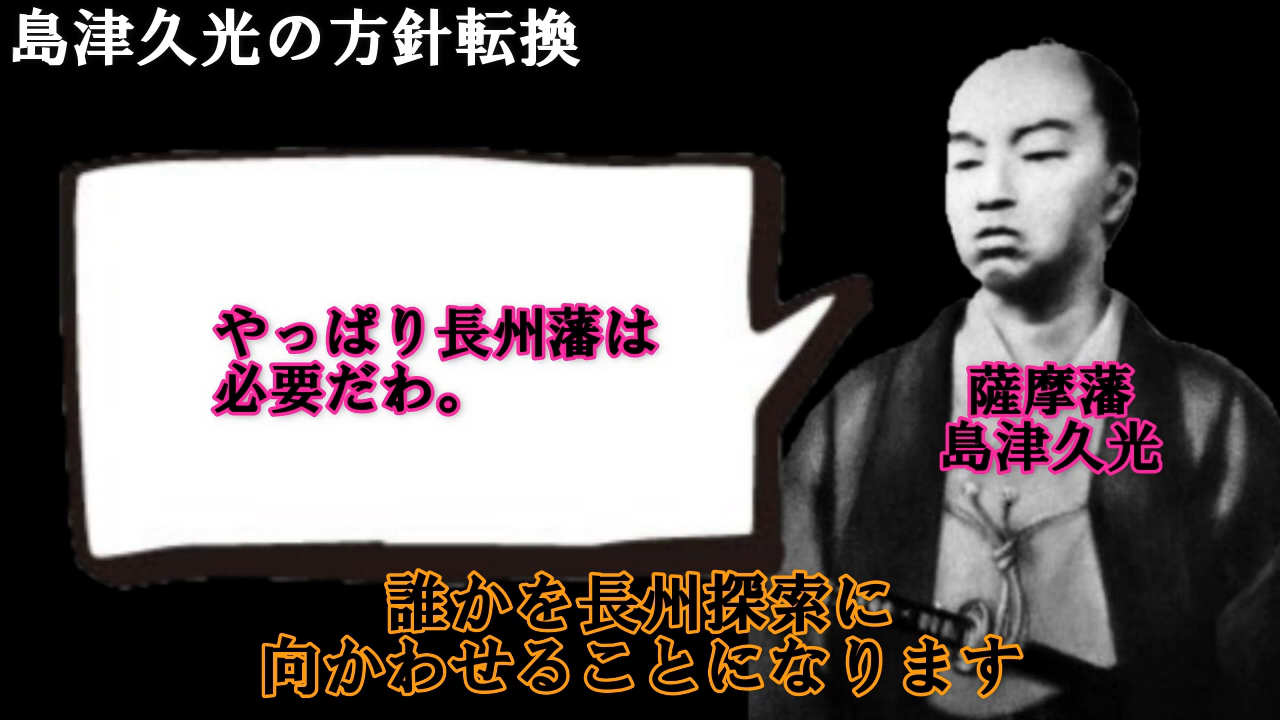 島津久光の方針転換
やっぱり長州藩は
必要だわ。
薩摩藩
島津久光
誰かを長州探索に
向かわせることになります